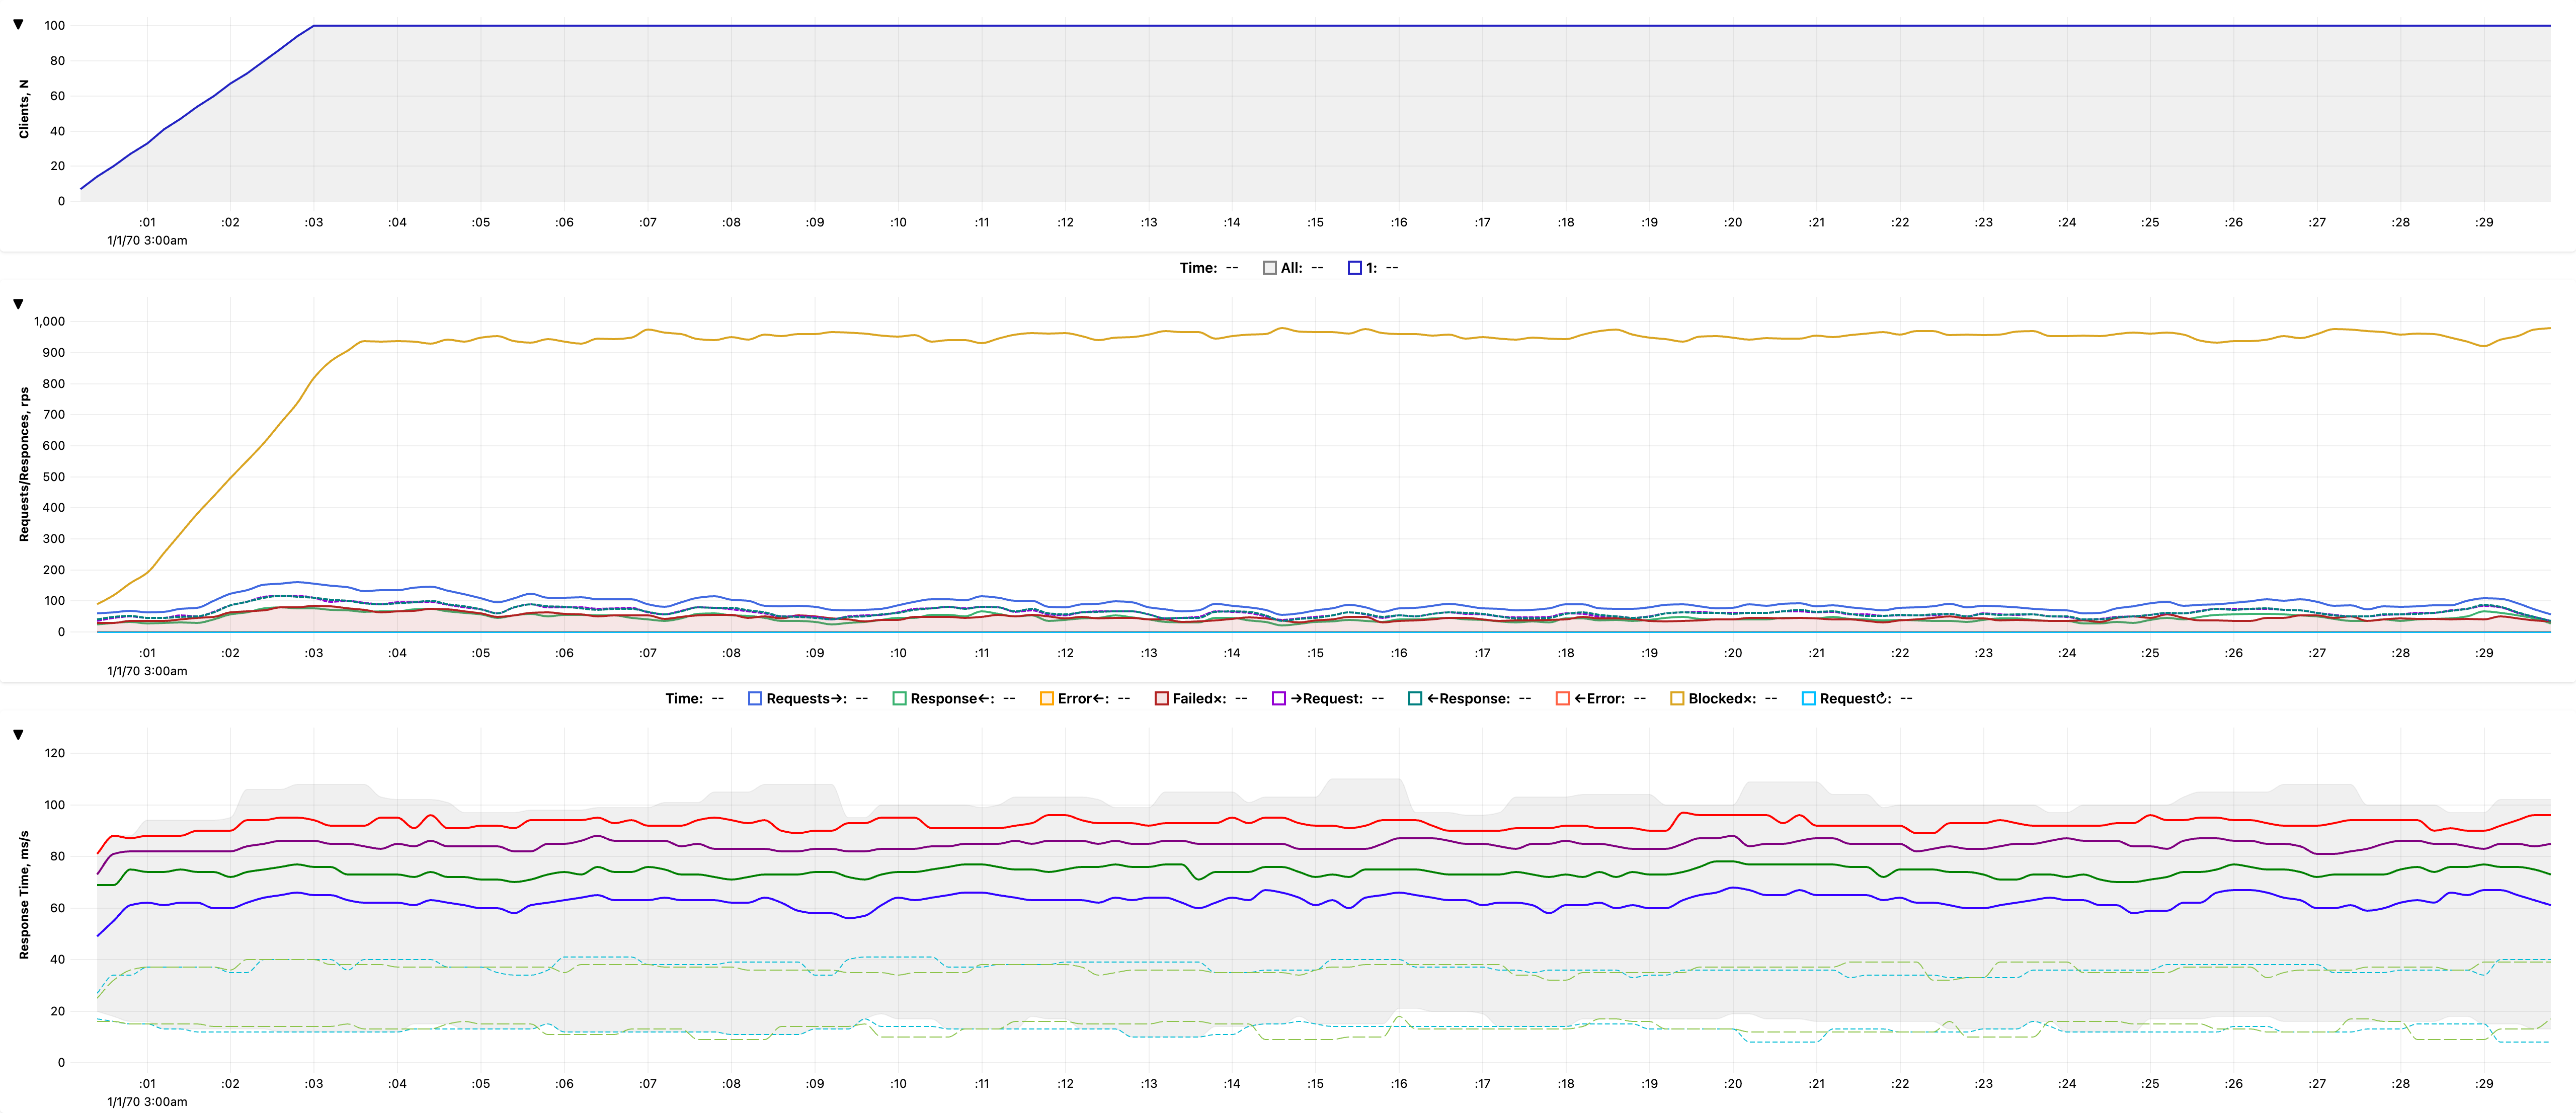 ▼
Clients, N
100
80
60
40
20
0
:01 :02 :03 :04 :05 :06 :07 :08 :09 :10 :11 :12 :13 :14 :15 :16 :17 :18 :19 :20 :21 :22 :23 :24 :25 :26 :27 :28 :29
1/1/70 3:00am
Time: -- All: -- 1: --
▼
Requests/Responces, rps
1,000
900
800
700
600
500
400
300
200
100
0
:01 :02 :03 :04 :05 :06 :07 :08 :09 :10 :11 :12 :13 :14 :15 :16 :17 :18 :19 :20 :21 :22 :23 :24 :25 :26 :27 :28 :29
1/1/70 3:00am
Time: -- Requests→: -- Response←: -- Error←: -- Failed×: -- →Request: -- ←Response: -- ←Error: -- Blocked×: -- Request↻: --
▼
Response Time, ms/s
120
100
80
60
40
20
0
:01 :02 :03 :04 :05 :06 :07 :08 :09 :10 :11 :12 :13 :14 :15 :16 :17 :18 :19 :20 :21 :22 :23 :24 :25 :26 :27 :28 :29
1/1/70 3:00am